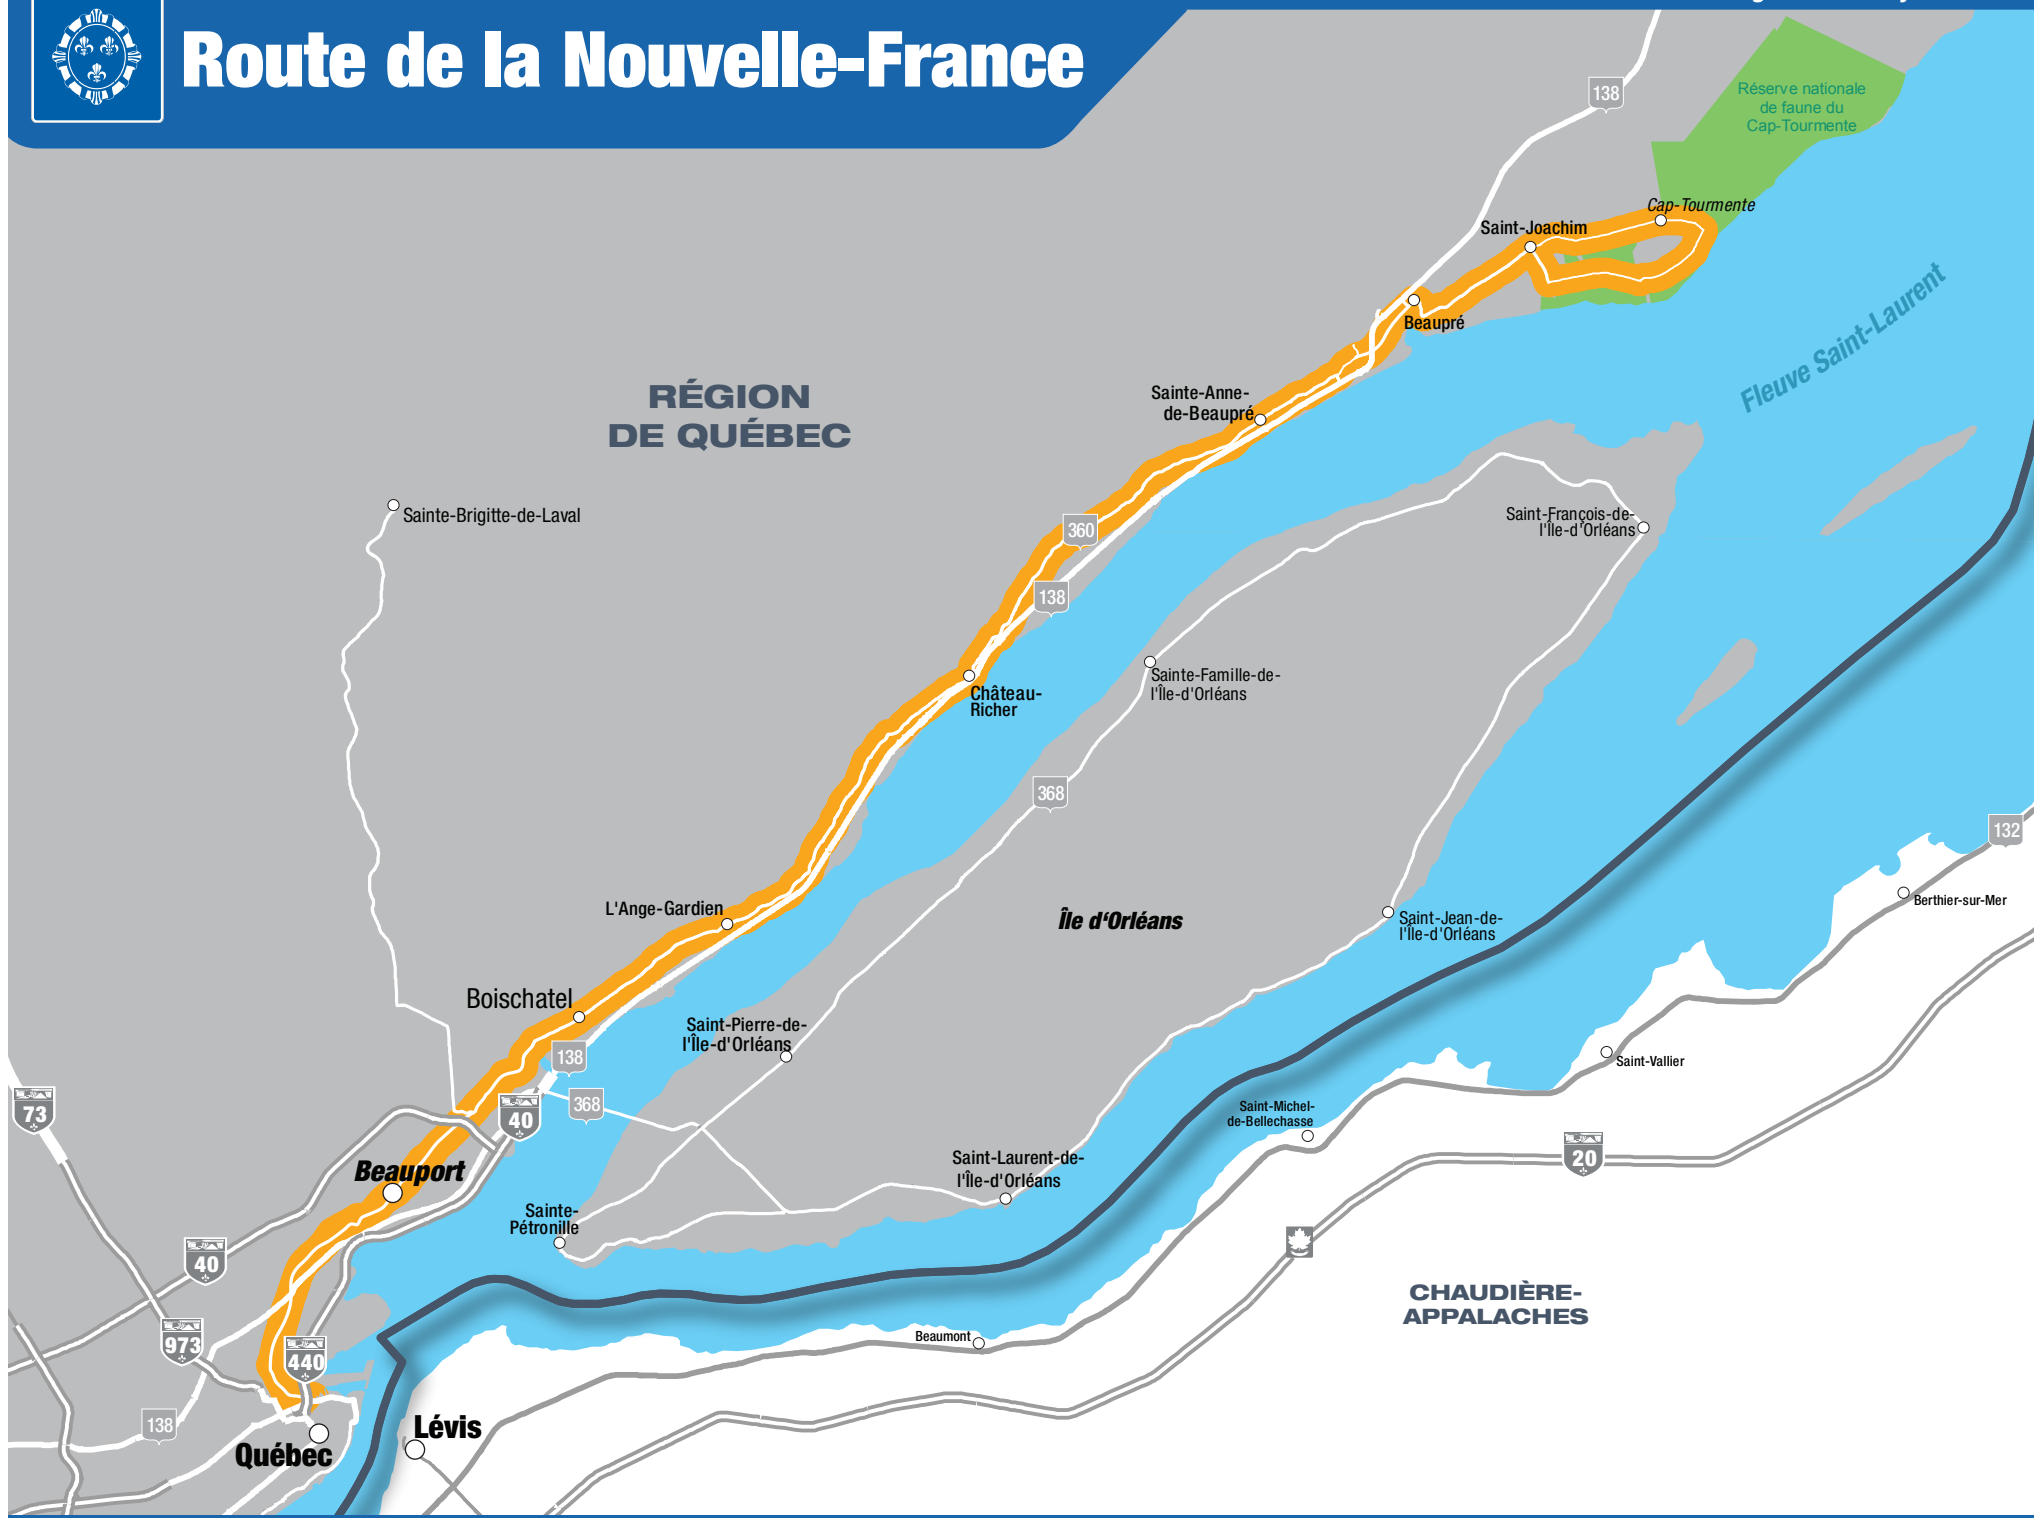 Route de la Nouvelle-France
138
Réserve nationale
de faune du
Cap-Tourmente
Cap-Tourmente
Saint-Joachim
Beaupré
Fleuve Saint-Laurent
RÉGION
DE QUÉBEC
Sainte-Anne-
de-Beaupré
Sainte-Brigitte-de-Laval
360
Saint-François-de-
l'Île-d'Orléans
138
Sainte-Famille-de-
l'Île-d'Orléans
Château-
Richer
368
132
Berthier-sur-Mer
L'Ange-Gardien
Île d'Orléans
Saint-Jean-de-
l'Île-d'Orléans
Boischatel
Saint-Pierre-de-
l'Île-d'Orléans
138
Saint-Vallier
368
73
40
Saint-Michel-
de-Bellechasse
20
Beauport
Saint-Laurent-de-
l'Île-d'Orléans
Sainte-
Pétronille
40
CHAUDIÈRE-
APPALACHES
973
440
Beaumont
138
Lévis
Québec